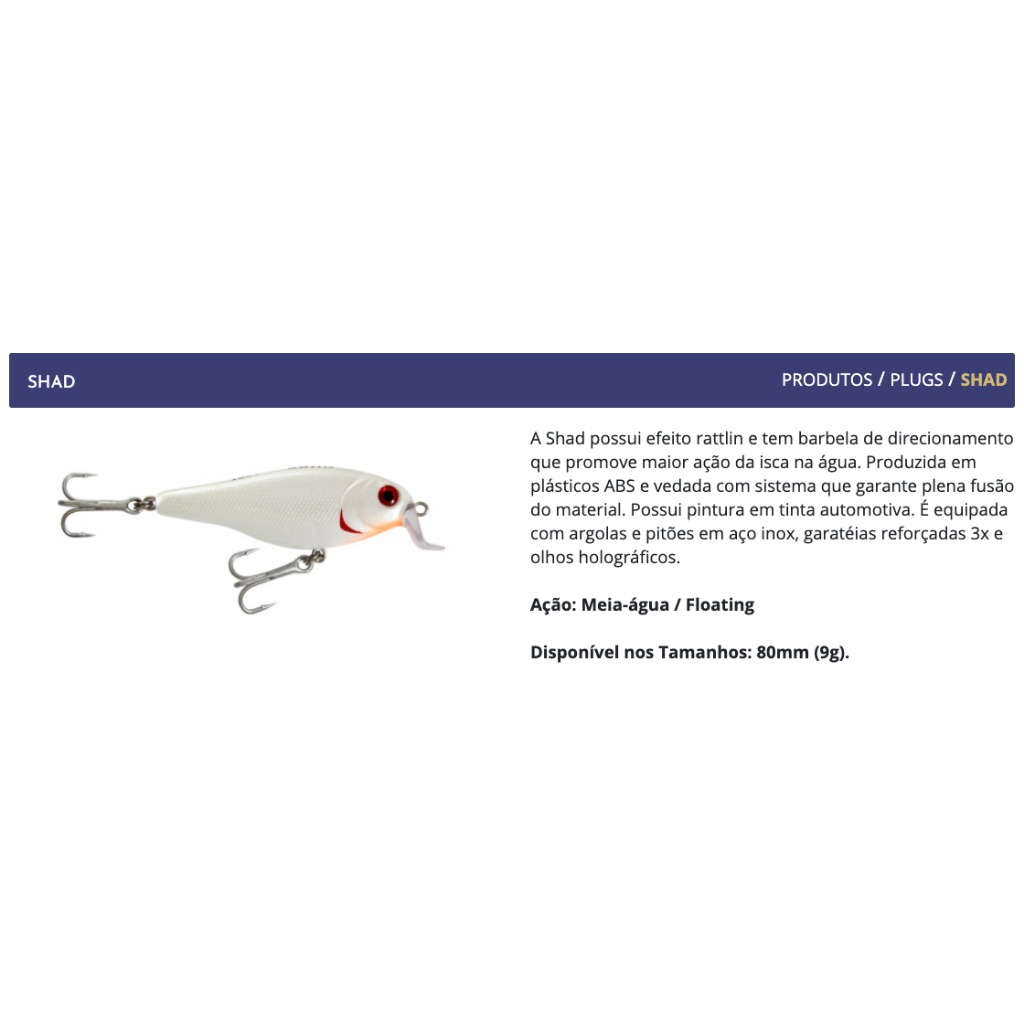 SHAD
PRODUTOS / PLUGS / SHAD
A Shad possui efeito rattlin e tem barbela de direcionamento
que promove maior ação da isca na água. Produzida em
plásticos ABS e vedada com sistema que garante plena fusão
do material. Possui pintura em tinta automotiva. É equipada
com argolas e pitões em aço inox, garatéias reforçadas 3x e
olhos holográficos.
Ação: Meia-água / Floating
Disponível nos Tamanhos: 80mm (9g).